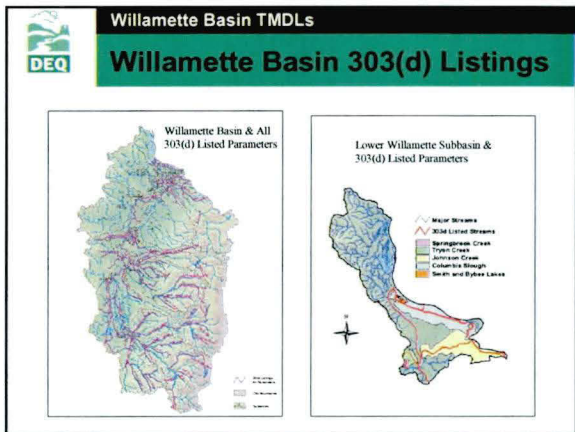 DEQ
Willamette Basin TMDLs
Willamette Basin 303(d) Listings
Willamette Basin & All
303(d) Listed Parameters
Lower Willamette Subbasin &
303(d) Listed Parameters
Major Streams
303d Listed Streams
Springbrook Creek
Tryon Creek
Johnson Creek
Columbia Slough
Smith and Bybee Lakes
N